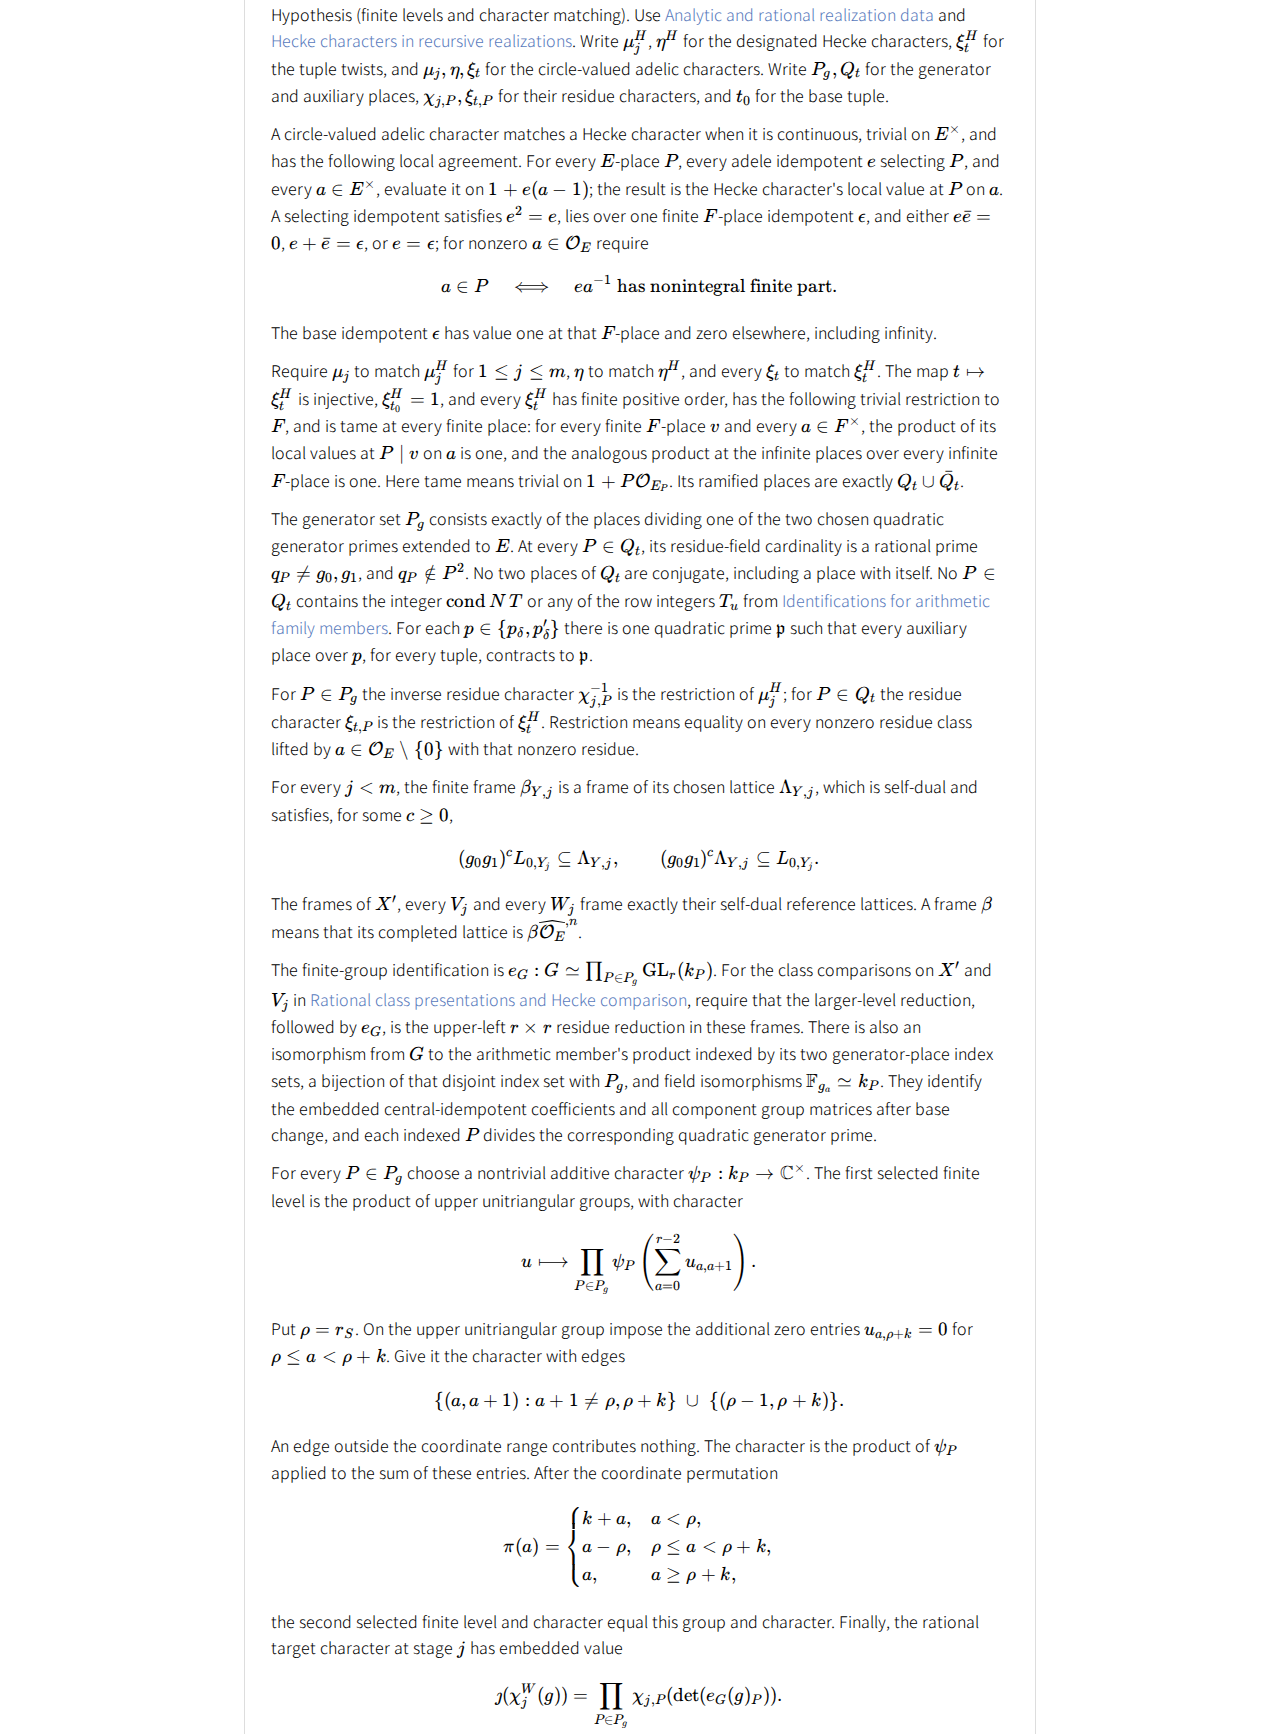 Hypothesis (finite levels and character matching). Use Analytic and rational realization data and
Hecke characters in recursive realizations. Write μ_j^H, η^H for the designated Hecke characters, ξ_t^H for
the tuple twists, and μ_j, η, ξ_t for the circle-valued adelic characters. Write P_g, Q_t for the generator
and auxiliary places, χ_{j,P}, ξ_{t,P} for their residue characters, and t_0 for the base tuple.
A circle-valued adelic character matches a Hecke character when it is continuous, trivial on E^×, and
has the following local agreement. For every E-place P, every adele idempotent e selecting P, and
every a ∈ E^×, evaluate it on 1 + e(a − 1); the result is the Hecke character's local value at P on a.
A selecting idempotent satisfies e² = e, lies over one finite F-place idempotent ϵ, and either eē =
0, e + ē = ϵ, or e = ϵ; for nonzero a ∈ 𝒪_E require
a ∈ P ⟺ ea^{−1} has nonintegral finite part.
The base idempotent ϵ has value one at that F-place and zero elsewhere, including infinity.
Require μ_j to match μ_j^H for 1 ≤ j ≤ m, η to match η^H, and every ξ_t to match ξ_t^H. The map t ↦
ξ_t^H is injective, ξ_{t_0}^H = 1, and every ξ_t^H has finite positive order, has the following trivial restriction to
F, and is tame at every finite place: for every finite F-place v and every a ∈ F^×, the product of its
local values at P | v on a is one, and the analogous product at the infinite places over every infinite
F-place is one. Here tame means trivial on 1 + P𝒪_{E_P}. Its ramified places are exactly Q_t ∪ Q̄_t.
The generator set P_g consists exactly of the places dividing one of the two chosen quadratic
generator primes extended to E. At every P ∈ Q_t, its residue-field cardinality is a rational prime
q_P ≠ g_0, g_1, and q_P ∉ P². No two places of Q_t are conjugate, including a place with itself. No P ∈
Q_t contains the integer cond N T or any of the row integers T_u from Identifications for arithmetic
family members. For each p ∈ {p_δ, p′_δ} there is one quadratic prime 𝔭 such that every auxiliary
place over p, for every tuple, contracts to 𝔭.
For P ∈ P_g the inverse residue character χ_{j,P}^{−1} is the restriction of μ_j^H; for P ∈ Q_t the residue
character ξ_{t,P} is the restriction of ξ_t^H. Restriction means equality on every nonzero residue class
lifted by a ∈ 𝒪_E \ {0} with that nonzero residue.
For every j < m, the finite frame β_{Y,j} is a frame of its chosen lattice Λ_{Y,j}, which is self-dual and
satisfies, for some c ≥ 0,
(g_0g_1)^c L_{0,Y_j} ⊆ Λ_{Y,j}, (g_0g_1)^c Λ_{Y,j} ⊆ L_{0,Y_j}.
The frames of X′, every V_j and every W_j frame exactly their self-dual reference lattices. A frame β
means that its completed lattice is β\widehat{𝒪_E}^{,n}.
The finite-group identification is e_G : G ≃ ∏_{P∈P_g} GL_r(k_P). For the class comparisons on X′ and
V_j in Rational class presentations and Hecke comparison, require that the larger-level reduction,
followed by e_G, is the upper-left r × r residue reduction in these frames. There is also an
isomorphism from G to the arithmetic member's product indexed by its two generator-place index
sets, a bijection of that disjoint index set with P_g, and field isomorphisms 𝔽_{g_a} ≃ k_P. They identify
the embedded central-idempotent coefficients and all component group matrices after base
change, and each indexed P divides the corresponding quadratic generator prime.
For every P ∈ P_g choose a nontrivial additive character ψ_P : k_P → ℂ^×. The first selected finite
level is the product of upper unitriangular groups, with character
u ⟼ ∏_{P∈P_g} ψ_P ( ∑_{a=0}^{r−2} u_{a,a+1} ).
Put ρ = r_S. On the upper unitriangular group impose the additional zero entries u_{a,ρ+k} = 0 for
ρ ≤ a < ρ + k. Give it the character with edges
{(a, a + 1) : a + 1 ≠ ρ, ρ + k} ∪ {(ρ − 1, ρ + k)}.
An edge outside the coordinate range contributes nothing. The character is the product of ψ_P
applied to the sum of these entries. After the coordinate permutation
π(a) = { k + a, a < ρ,
a − ρ, ρ ≤ a < ρ + k,
a, a ≥ ρ + k,
the second selected finite level and character equal this group and character. Finally, the rational
target character at stage j has embedded value
ȷ(χ_j^W(g)) = ∏_{P∈P_g} χ_{j,P}(det(e_G(g)_P)).